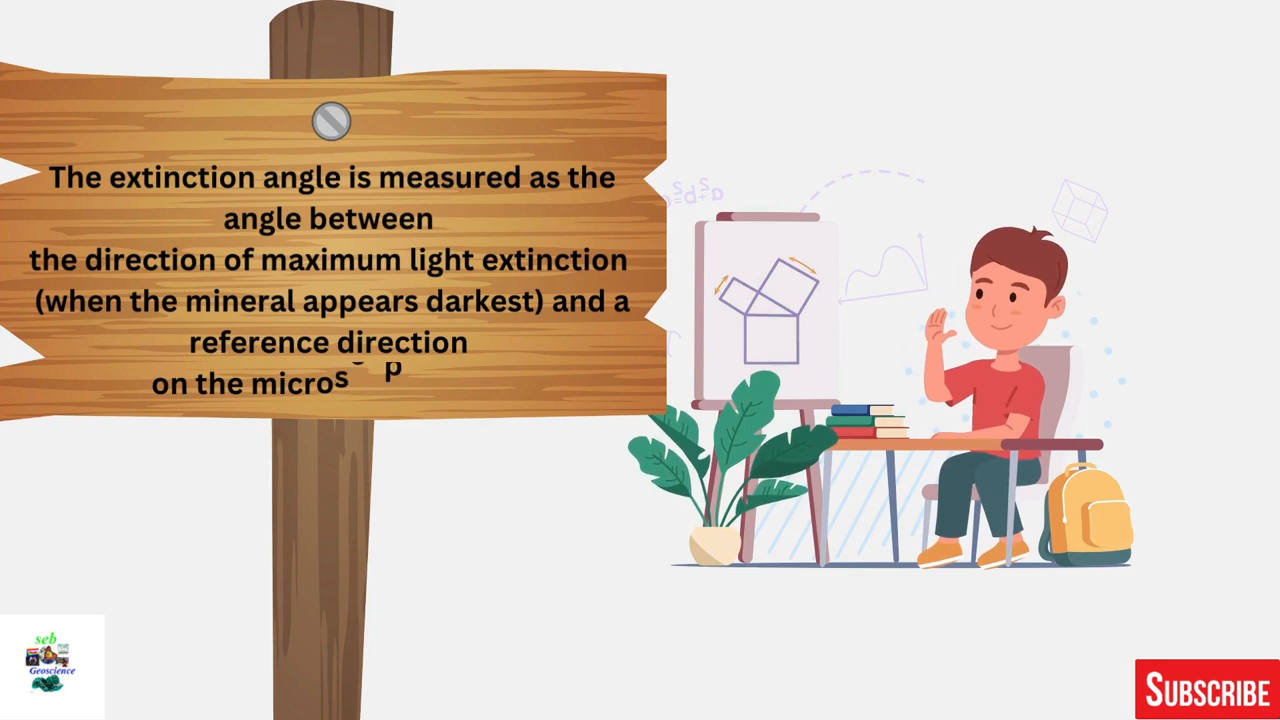 The extinction angle is measured as the
angle between
the direction of maximum light extinction
(when the mineral appears darkest) and a
reference direction
on the micros p
seb
Geoscience
SUBSCRIBE